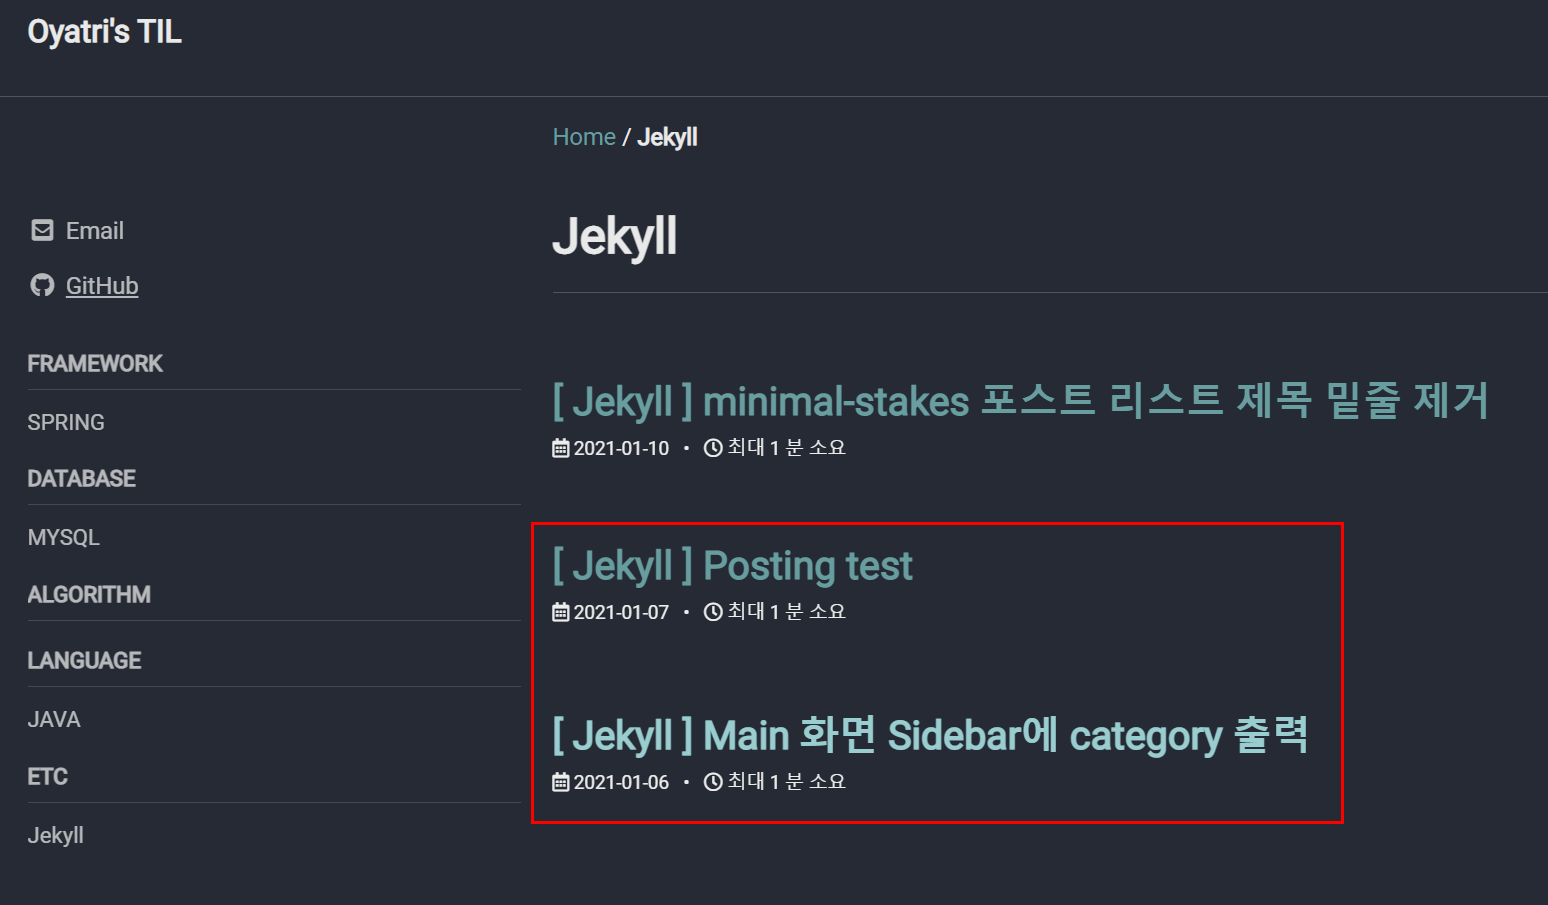 Oyatri's TIL
Home / Jekyll
Email
GitHub
FRAMEWORK
SPRING
DATABASE
MYSQL
ALGORITHM
LANGUAGE
JAVA
ETC
Jekyll
Jekyll
[ Jekyll ] minimal-stakes 포스트 리스트 제목 밑줄 제거
2021-01-10 • 최대 1 분 소요
[ Jekyll ] Posting test
2021-01-07 • 최대 1 분 소요
[ Jekyll ] Main 화면 Sidebar에 category 출력
2021-01-06 • 최대 1 분 소요